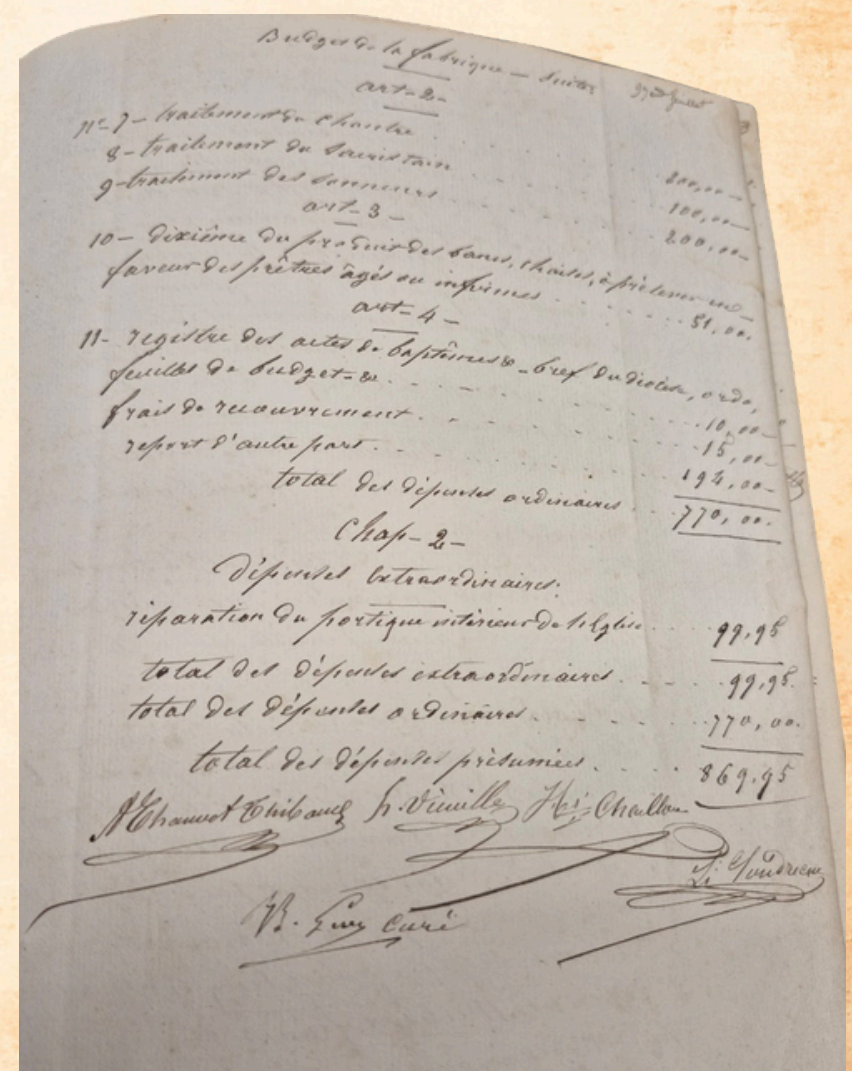 Budget de la fabrique — Suite
art-2-
nº 7- traitement du chantre
200,00-
8- traitement du sacristain
100,00-
9- traitement des sonneurs
200,00-
art-3-
10- dixième du produit des bancs, chaises, à prélever en
faveur des prêtres âgés ou infirmes 51,00.
art-4-
11- registre des actes de baptêmes & - bref du diocèse, ordo,
feuilles de budget-&. 10,00-
frais de recouvrement. 15,00-
report d'autre part. 194,00-
total des dépenses ordinaires 770,00.
Chap-2-
Dépenses Extraordinaires.
réparation du portique intérieur de l'Eglise 99,95
total des dépenses extraordinaires. 99,95.
total des dépenses ordinaires. 770,00.
total des dépenses présumées. 869,95
Curé